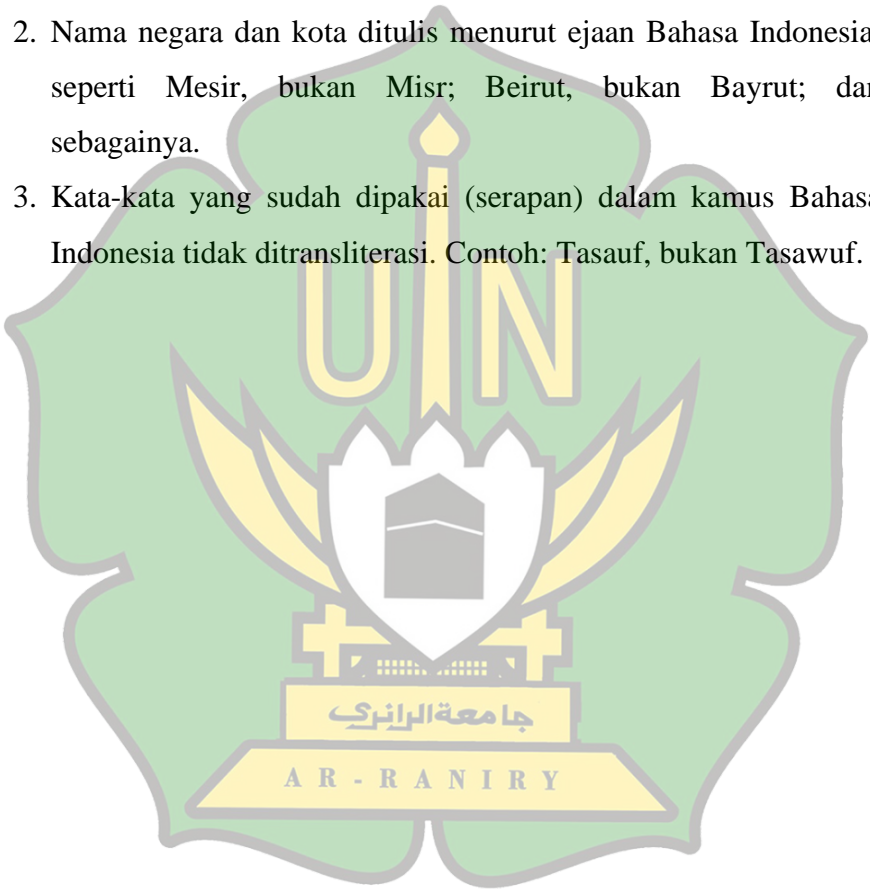 2. Nama negara dan kota ditulis menurut ejaan Bahasa Indonesia
seperti Mesir, bukan Misr; Beirut, bukan Bayrut; dan
sebagainya.
3. Kata-kata yang sudah dipakai (serapan) dalam kamus Bahasa
Indonesia tidak ditransliterasi. Contoh: Tasauf, bukan Tasawuf.
UIN
جامعة الرانري
AR-RANIRY